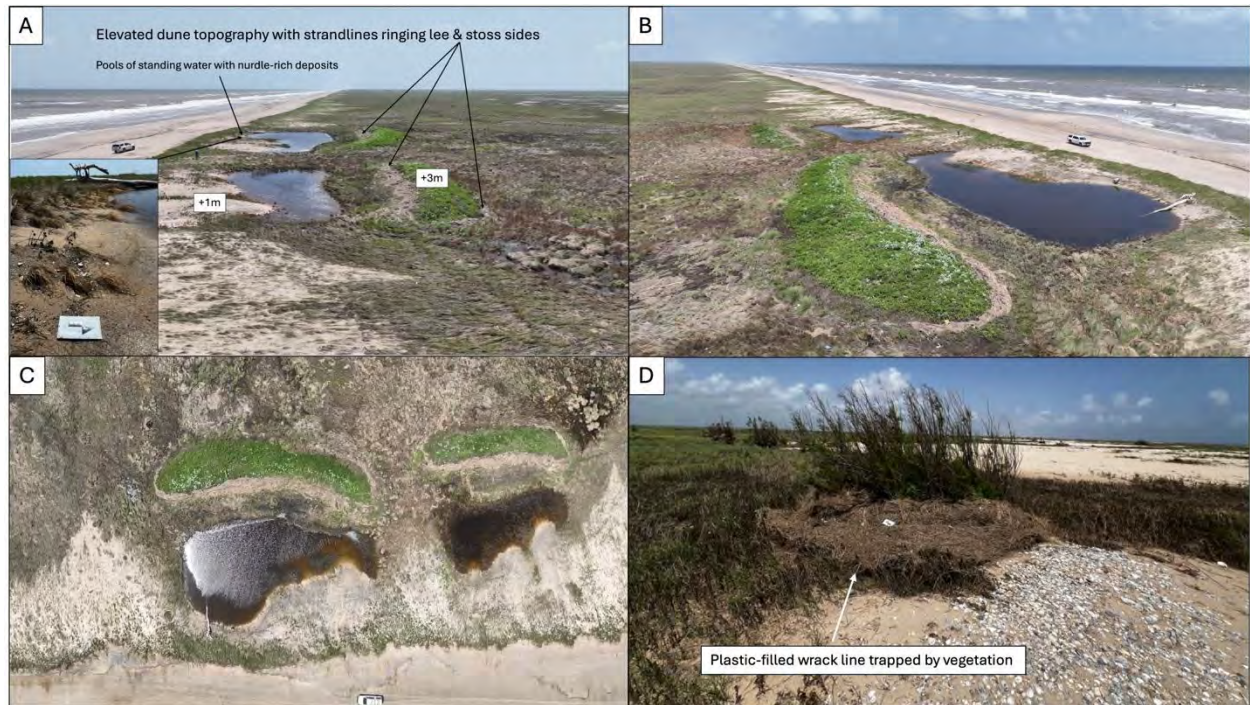 A
Elevated dune topography with strandlines ringing lee & stoss sides
Pools of standing water with nurdle-rich deposits
+3m
+1m
B
C
D
Plastic-filled wrack line trapped by vegetation